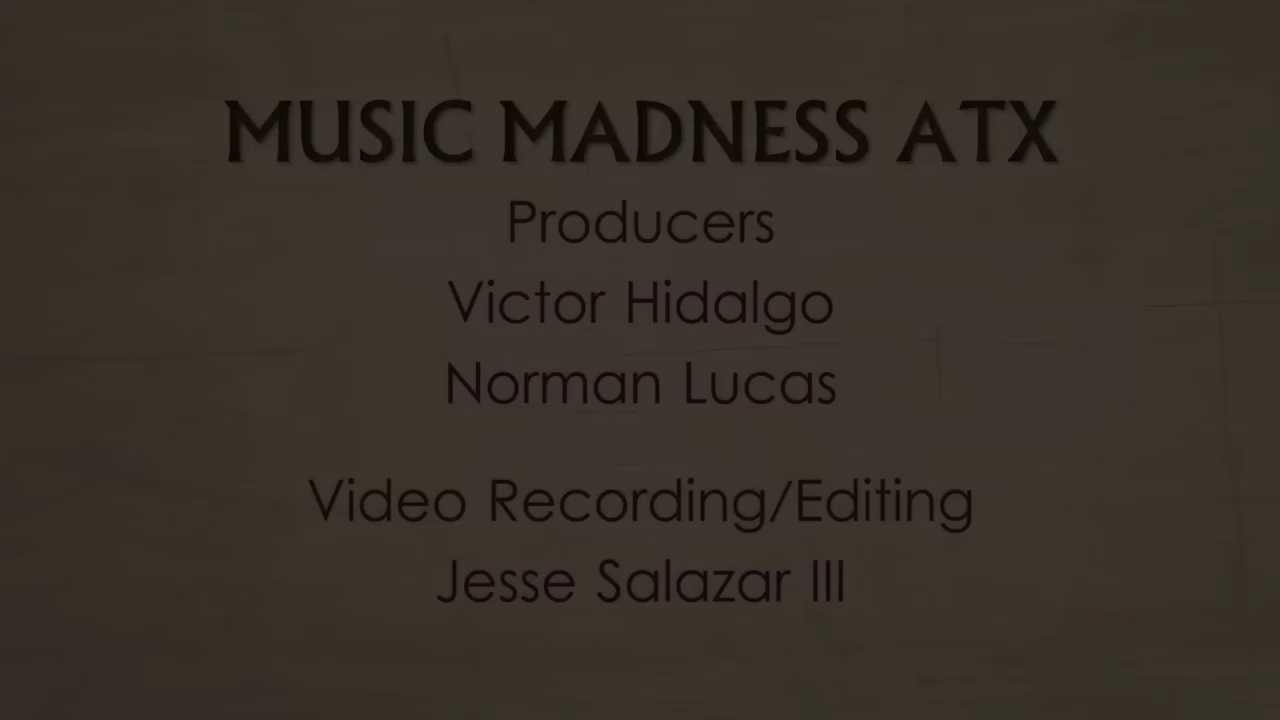 MUSIC MADNESS ATX
Producers
Victor Hidalgo
Norman Lucas
Video Recording/Editing
Jesse Salazar III